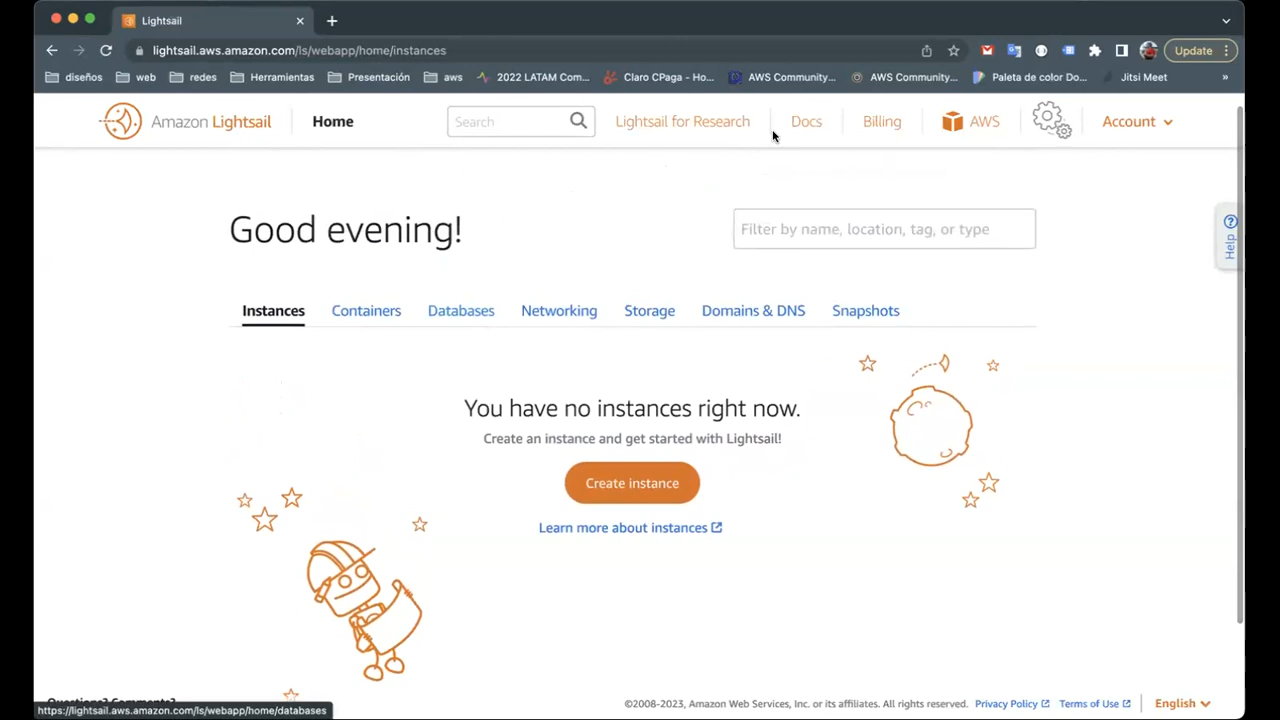 Lightsail
lightsail.aws.amazon.com/ls/webapp/home/instances
Update
diseños web redes Herramientas Presentación aws 2022 LATAM Com... Claro CPaga - Ho... AWS Community... AWS Community... Paleta de color Do... Jitsi Meet »
Amazon Lightsail Home Search Lightsail for Research Docs Billing AWS Account
Good evening!
Filter by name, location, tag, or type
Help
Instances Containers Databases Networking Storage Domains & DNS Snapshots
You have no instances right now.
Create an instance and get started with Lightsail!
Create instance
Learn more about instances
Questions? Comments?
©2008-2023, Amazon Web Services, Inc. or its affiliates. All rights reserved. Privacy Policy Terms of Use English
https://lightsail.aws.amazon.com/ls/webapp/home/databases